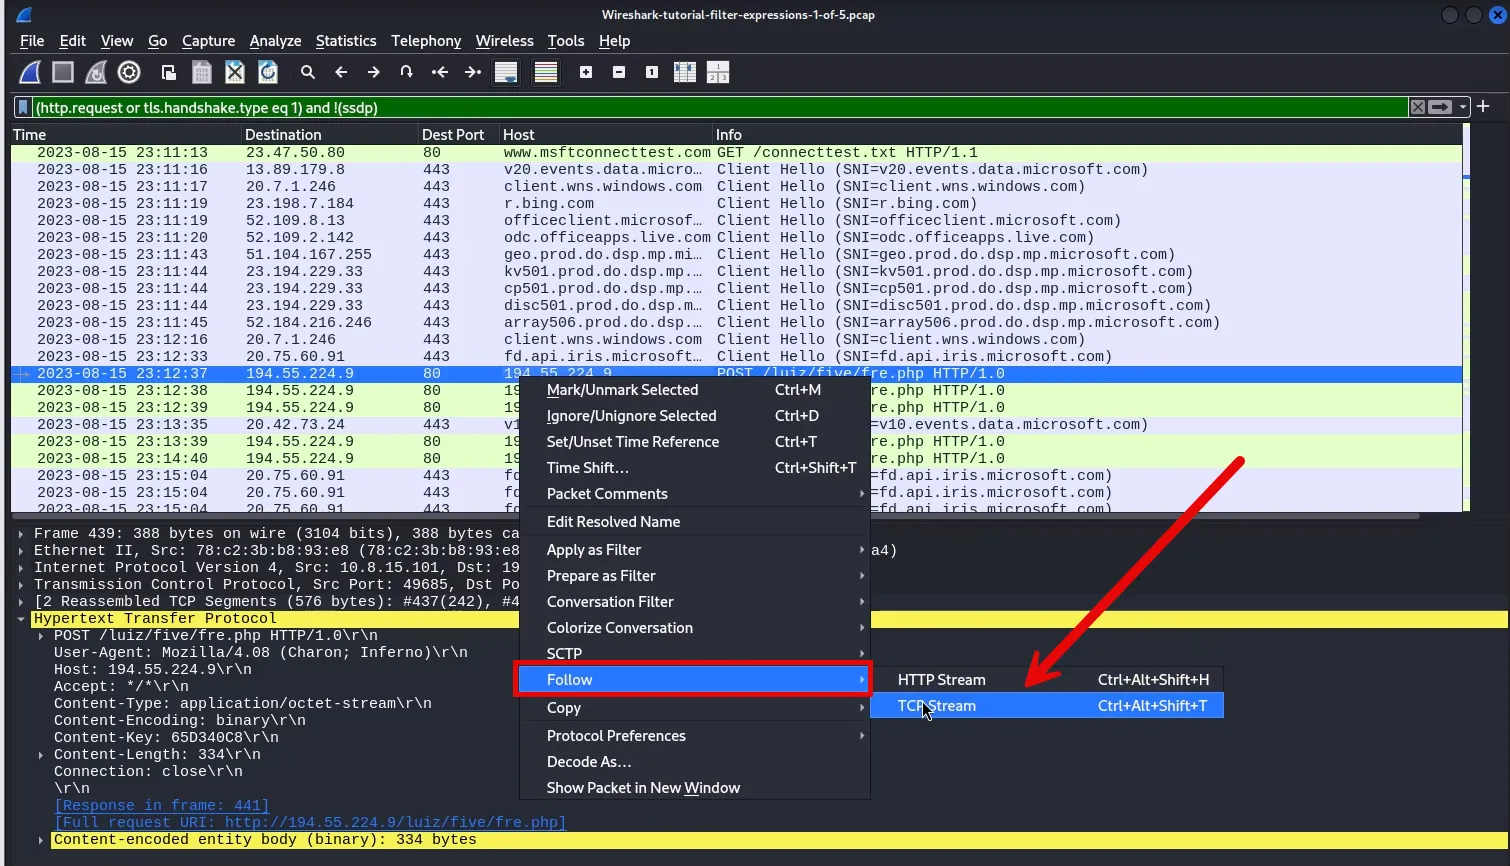 Wireshark-tutorial-filter-expressions-1-of-5.pcap
File Edit View Go Capture Analyze Statistics Telephony Wireless Tools Help
(http.request or tls.handshake.type eq 1) and !(ssdp)
Time Destination Dest Port Host Info
2023-08-15 23:11:13 23.47.50.80 80 www.msftconnecttest.com GET /connecttest.txt HTTP/1.1
2023-08-15 23:11:16 13.89.179.8 443 v20.events.data.micro… Client Hello (SNI=v20.events.data.microsoft.com)
2023-08-15 23:11:17 20.7.1.246 443 client.wns.windows.com Client Hello (SNI=client.wns.windows.com)
2023-08-15 23:11:19 23.198.7.184 443 r.bing.com Client Hello (SNI=r.bing.com)
2023-08-15 23:11:19 52.109.8.13 443 officeclient.microsof… Client Hello (SNI=officeclient.microsoft.com)
2023-08-15 23:11:20 52.109.2.142 443 odc.officeapps.live.com Client Hello (SNI=odc.officeapps.live.com)
2023-08-15 23:11:43 51.104.167.255 443 geo.prod.do.dsp.mp.mi… Client Hello (SNI=geo.prod.do.dsp.mp.microsoft.com)
2023-08-15 23:11:44 23.194.229.33 443 kv501.prod.do.dsp.mp.… Client Hello (SNI=kv501.prod.do.dsp.mp.microsoft.com)
2023-08-15 23:11:44 23.194.229.33 443 cp501.prod.do.dsp.mp.… Client Hello (SNI=cp501.prod.do.dsp.mp.microsoft.com)
2023-08-15 23:11:44 23.194.229.33 443 disc501.prod.do.dsp.m… Client Hello (SNI=disc501.prod.do.dsp.mp.microsoft.com)
2023-08-15 23:11:45 52.184.216.246 443 array506.prod.do.dsp.… Client Hello (SNI=array506.prod.do.dsp.mp.microsoft.com)
2023-08-15 23:12:16 20.7.1.246 443 client.wns.windows.com Client Hello (SNI=client.wns.windows.com)
2023-08-15 23:12:33 20.75.60.91 443 fd.api.iris.microsoft… Client Hello (SNI=fd.api.iris.microsoft.com)
2023-08-15 23:12:37 194.55.224.9 80 194.55.224.9 POST /luiz/five/fre.php HTTP/1.0
2023-08-15 23:12:38 194.55.224.9 80 19 re.php HTTP/1.0
2023-08-15 23:12:39 194.55.224.9 80 19 re.php HTTP/1.0
2023-08-15 23:13:35 20.42.73.24 443 v1 =v10.events.data.microsoft.com)
2023-08-15 23:13:39 194.55.224.9 80 19 re.php HTTP/1.0
2023-08-15 23:14:40 194.55.224.9 80 19 re.php HTTP/1.0
2023-08-15 23:15:04 20.75.60.91 443 fd =fd.api.iris.microsoft.com)
2023-08-15 23:15:04 20.75.60.91 443 fd =fd.api.iris.microsoft.com)
2023-08-15 23:15:04 20.75.60.91 443 fd =fd.api.iris.microsoft.com)
Mark/Unmark Selected Ctrl+M
Ignore/Unignore Selected Ctrl+D
Set/Unset Time Reference Ctrl+T
Time Shift… Ctrl+Shift+T
Packet Comments
Edit Resolved Name
Apply as Filter
Prepare as Filter
Conversation Filter
Colorize Conversation
SCTP
Follow
Copy
Protocol Preferences
Decode As…
Show Packet in New Window
HTTP Stream Ctrl+Alt+Shift+H
TCP Stream Ctrl+Alt+Shift+T
Frame 439: 388 bytes on wire (3104 bits), 388 bytes ca
Ethernet II, Src: 78:c2:3b:b8:93:e8 (78:c2:3b:b8:93:e8 a4)
Internet Protocol Version 4, Src: 10.8.15.101, Dst: 19
Transmission Control Protocol, Src Port: 49685, Dst Po
[2 Reassembled TCP Segments (576 bytes): #437(242), #4
Hypertext Transfer Protocol
POST /luiz/five/fre.php HTTP/1.0\r\n
User-Agent: Mozilla/4.08 (Charon; Inferno)\r\n
Host: 194.55.224.9\r\n
Accept: */*\r\n
Content-Type: application/octet-stream\r\n
Content-Encoding: binary\r\n
Content-Key: 65D340C8\r\n
Content-Length: 334\r\n
Connection: close\r\n
\r\n
[Response in frame: 441]
[Full request URI: http://194.55.224.9/luiz/five/fre.php]
Content-encoded entity body (binary): 334 bytes